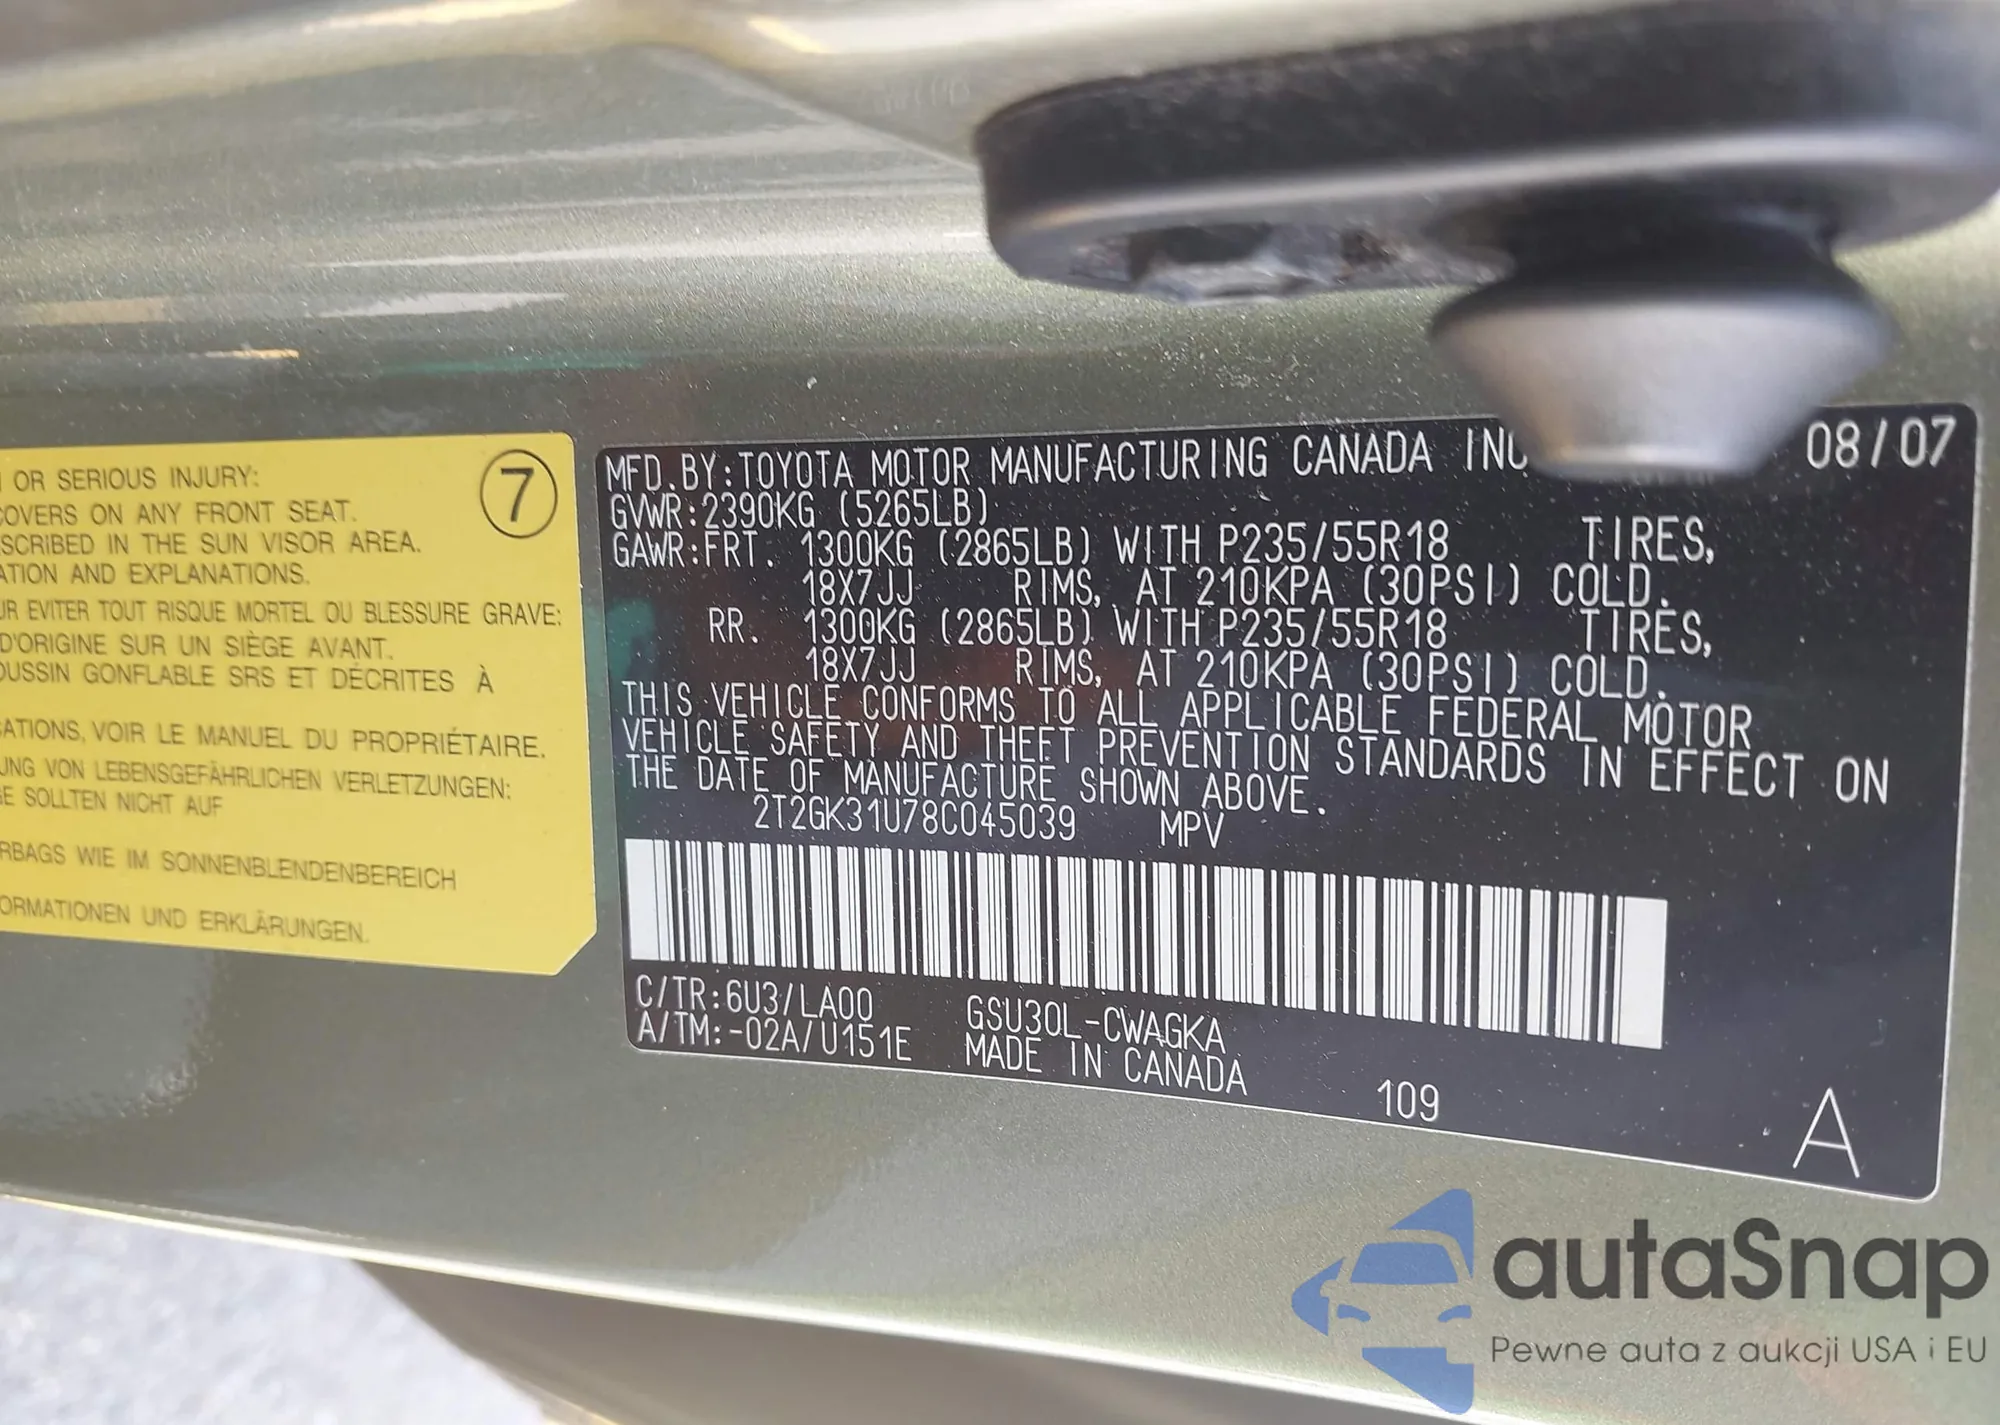 OR SERIOUS INJURY:
COVERS ON ANY FRONT SEAT.
SCRIBED IN THE SUN VISOR AREA.
ATION AND EXPLANATIONS.
UR EVITER TOUT RISQUE MORTEL OU BLESSURE GRAVE:
D'ORIGINE SUR UN SIÈGE AVANT.
OUSSIN GONFLABLE SRS ET DÉCRITES À
CATIONS, VOIR LE MANUEL DU PROPRIÉTAIRE.
UNG VON LEBENSGEFÄHRLICHEN VERLETZUNGEN:
GE SOLLTEN NICHT AUF
RBAGS WIE IM SONNENBLENDENBEREICH
ORMATIONEN UND ERKLÄRUNGEN.
7
MFD.BY:TOYOTA MOTOR MANUFACTURING CANADA INC 08/07
GVWR:2390KG (5265LB)
GAWR:FRT. 1300KG (2865LB) WITH P235/55R18 TIRES,
18X7JJ RIMS, AT 210KPA (30PSI) COLD.
RR. 1300KG (2865LB) WITH P235/55R18 TIRES,
18X7JJ RIMS, AT 210KPA (30PSI) COLD.
THIS VEHICLE CONFORMS TO ALL APPLICABLE FEDERAL MOTOR
VEHICLE SAFETY AND THEFT PREVENTION STANDARDS IN EFFECT ON
THE DATE OF MANUFACTURE SHOWN ABOVE.
2T2GK31U78C045039 MPV
C/TR:6U3/LA00 GSU30L-CWAGKA
A/TM:-02A/U151E MADE IN CANADA
109
A
autaSnap
Pewne auta z aukcji USA i EU